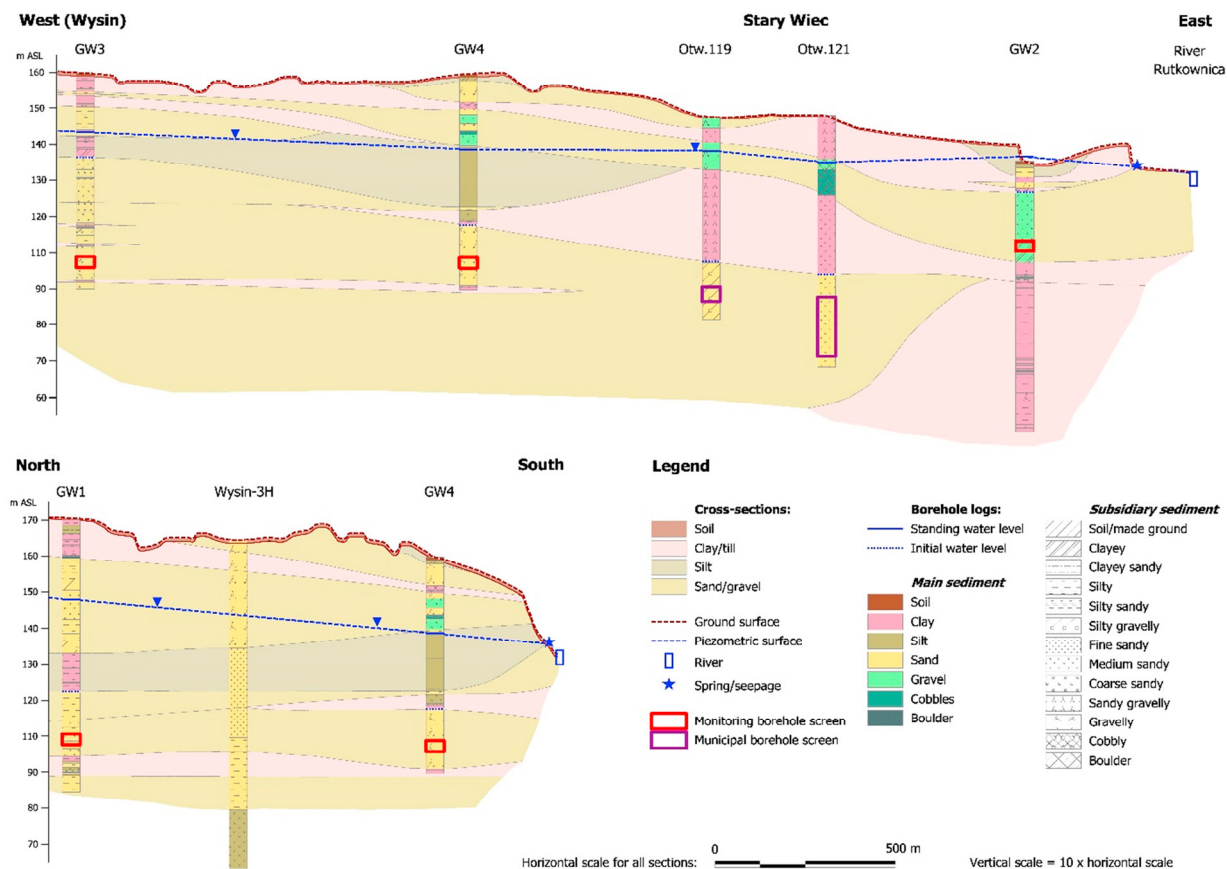 West (Wysin) Stary Wiec East
GW3 GW4 Otw.119 Otw.121 GW2 River
Rutkownica
m ASL
160
150
140
130
120
110
100
90
80
70
60
North South
GW1 Wysin-3H GW4
m ASL
170
160
150
140
130
120
110
100
90
80
70
Legend
Cross-sections:
Soil
Clay/till
Silt
Sand/gravel
Ground surface
Piezometric surface
River
Spring/seepage
Monitoring borehole screen
Municipal borehole screen
Borehole logs:
Standing water level
Initial water level
Main sediment
Soil
Clay
Silt
Sand
Gravel
Cobbles
Boulder
Subsidiary sediment
Soil/made ground
Clayey
Clayey sandy
Silty
Silty sandy
Silty gravelly
Fine sandy
Medium sandy
Coarse sandy
Sandy gravelly
Gravelly
Cobbly
Boulder
Horizontal scale for all sections: 0 500 m Vertical scale = 10 x horizontal scale